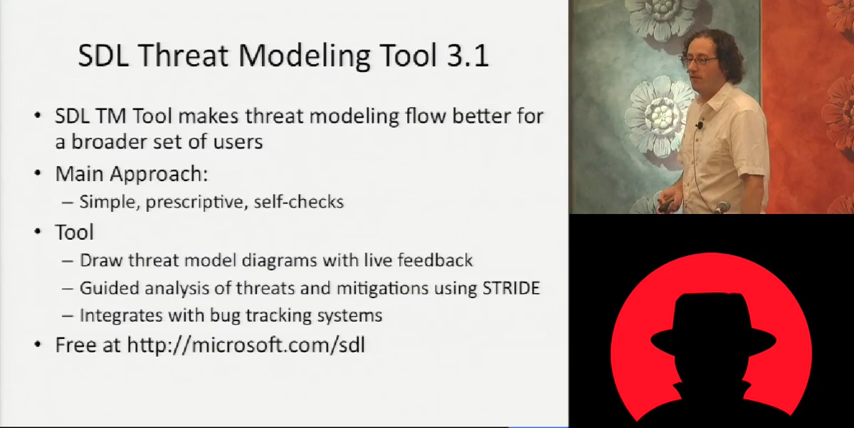 SDL Threat Modeling Tool 3.1
• SDL TM Tool makes threat modeling flow better for
a broader set of users
• Main Approach:
– Simple, prescriptive, self-checks
• Tool
– Draw threat model diagrams with live feedback
– Guided analysis of threats and mitigations using STRIDE
– Integrates with bug tracking systems
• Free at http://microsoft.com/sdl